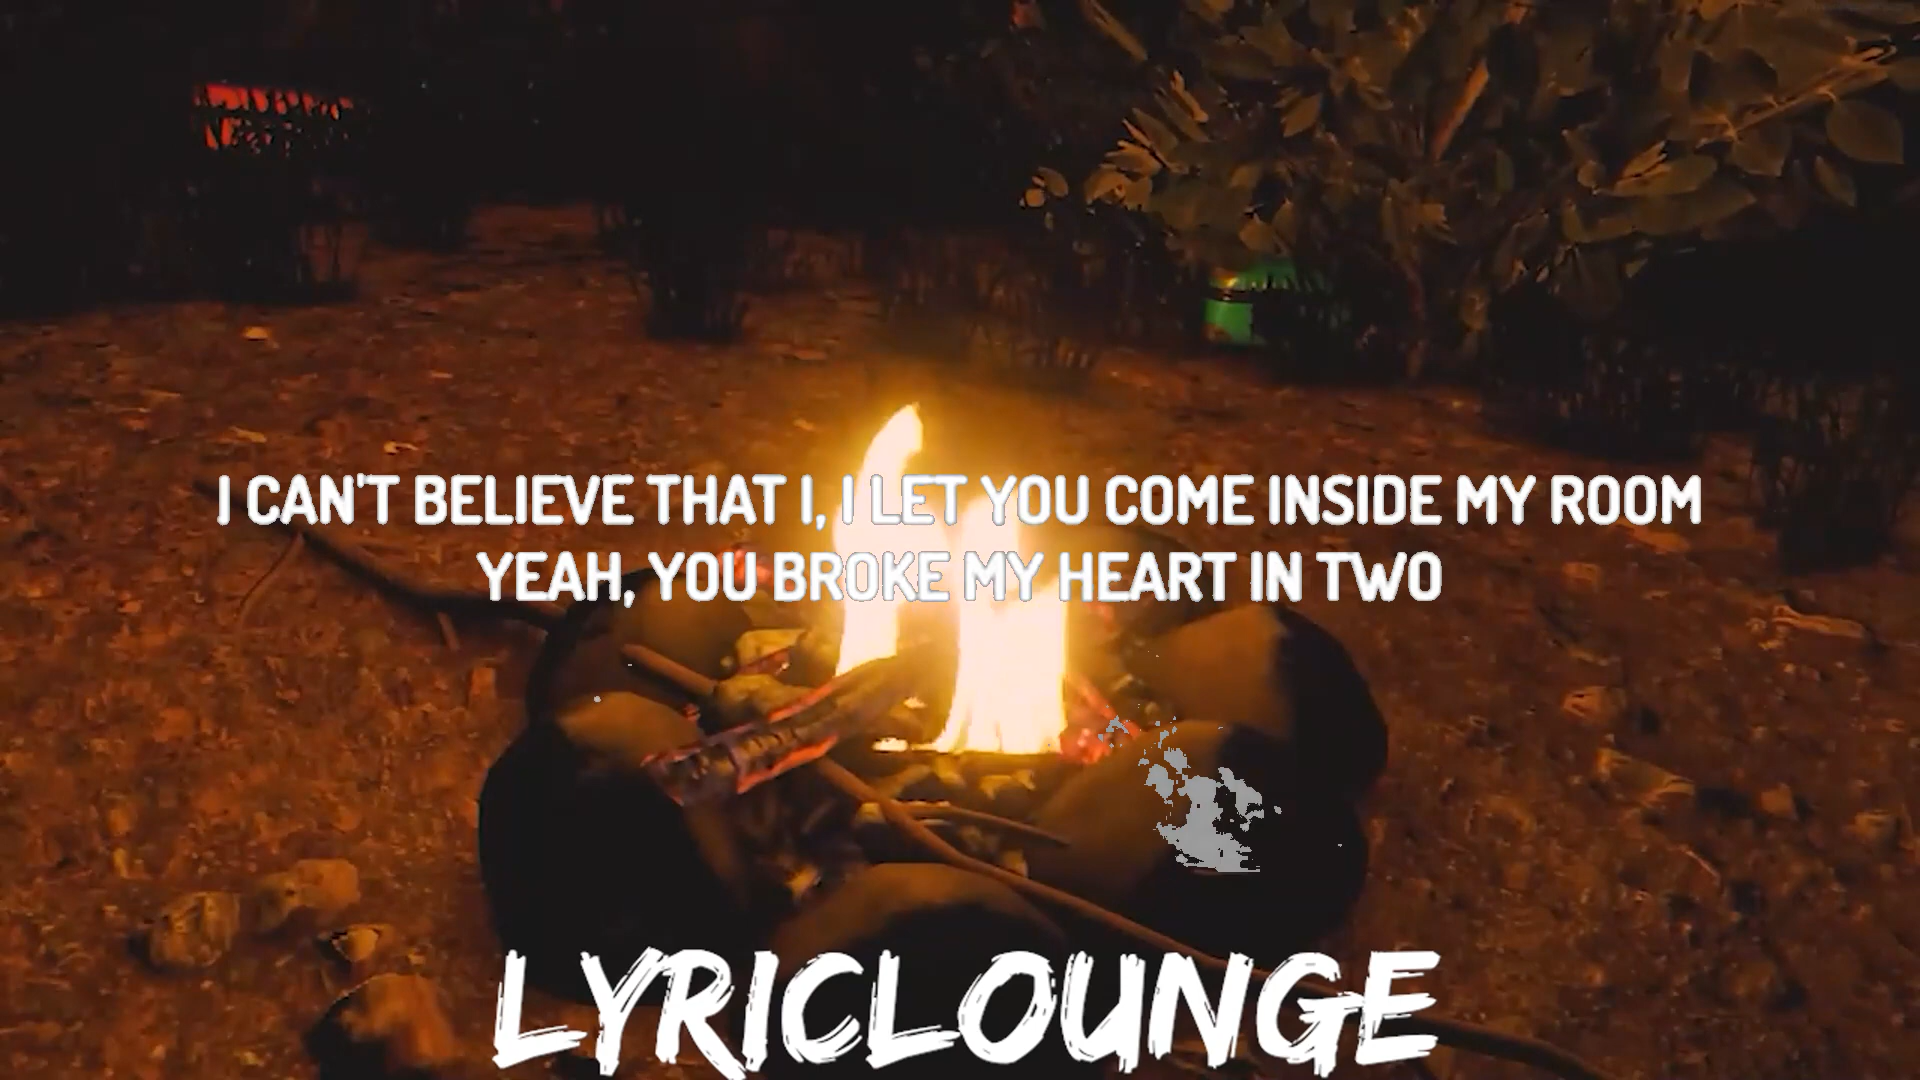 I CAN'T BELIEVE THAT I, I LET YOU COME INSIDE MY ROOM
YEAH, YOU BROKE MY HEART IN TWO
LYRICLOUNGE